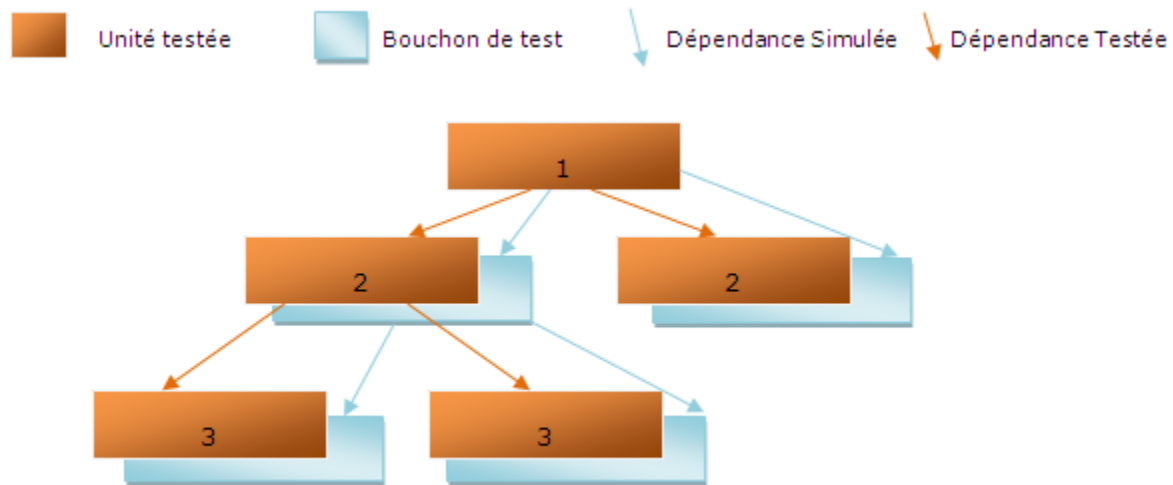 Unité testée
Bouchon de test
Dépendance Simulée
Dépendance Testée
1
2
2
3
3